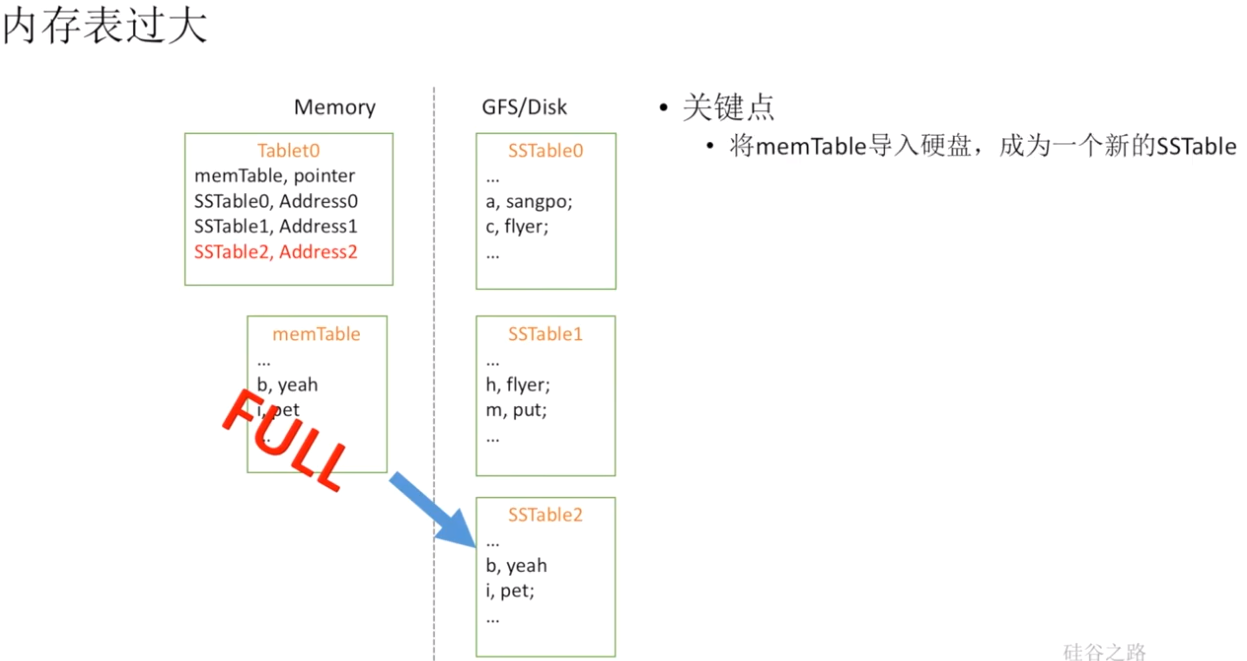 内存表过大
Memory
GFS/Disk
Tablet0
memTable, pointer
SSTable0, Address0
SSTable1, Address1
SSTable2, Address2
memTable
...
b, yeah
i, pet
...
FULL
SSTable0
...
a, sangpo;
c, flyer;
...
SSTable1
...
h, flyer;
m, put;
...
SSTable2
...
b, yeah
i, pet;
...
• 关键点
• 将memTable导入硬盘，成为一个新的SSTable
硅谷之路